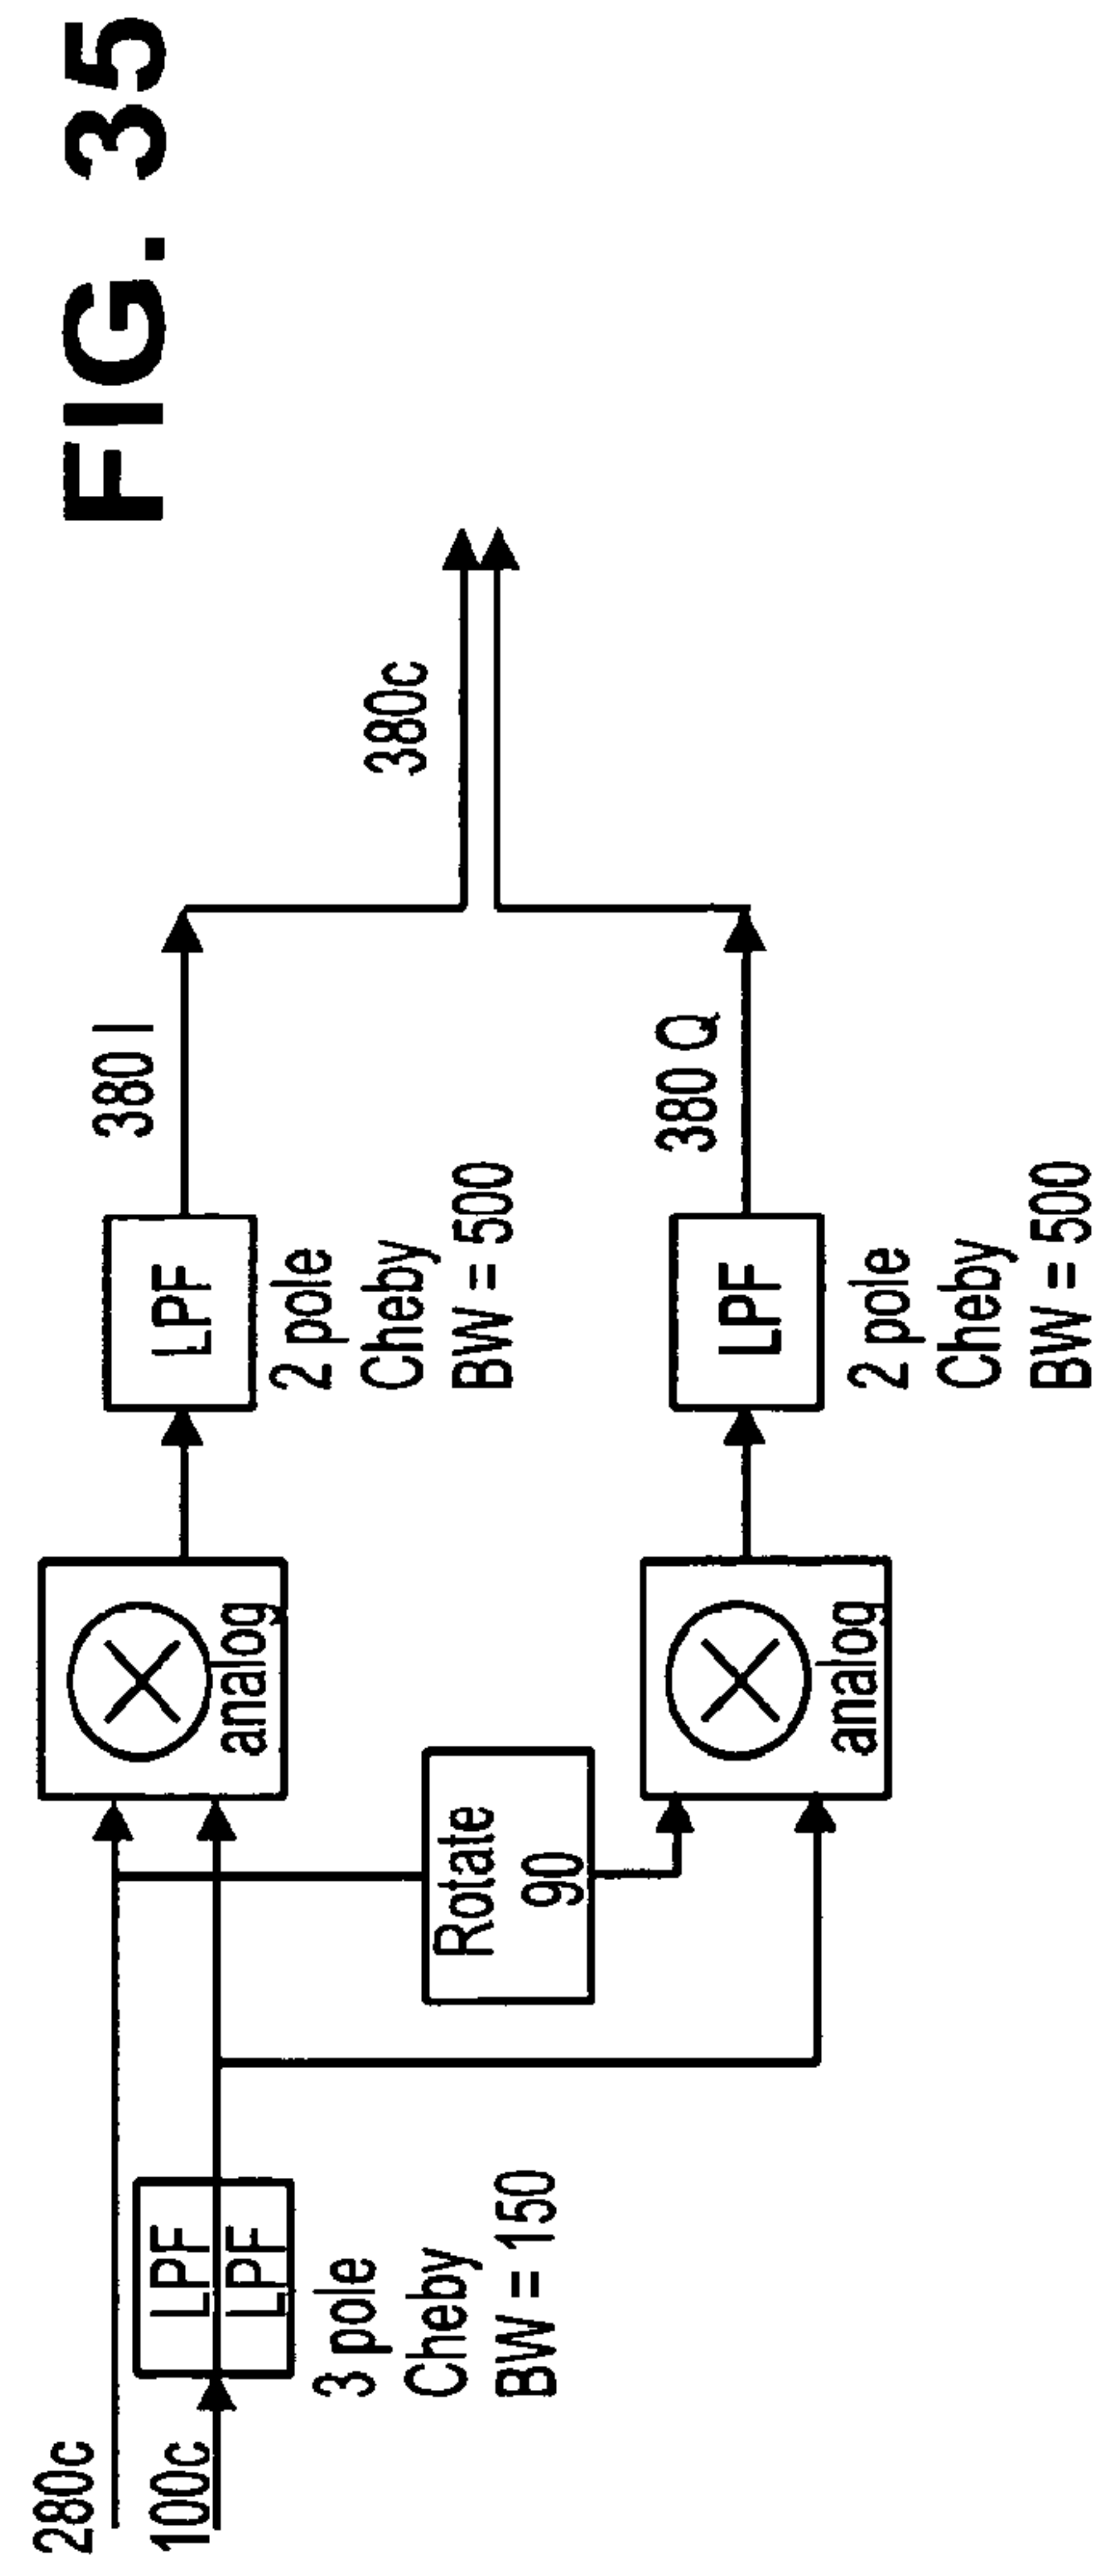 FIG. 35
280c
100c
LPF
LPF
3 pole
Cheby
BW = 150
Rotate
90
analog
analog
LPF
2 pole
Cheby
BW = 500
LPF
2 pole
Cheby
BW = 500
380 I
380 Q
380c